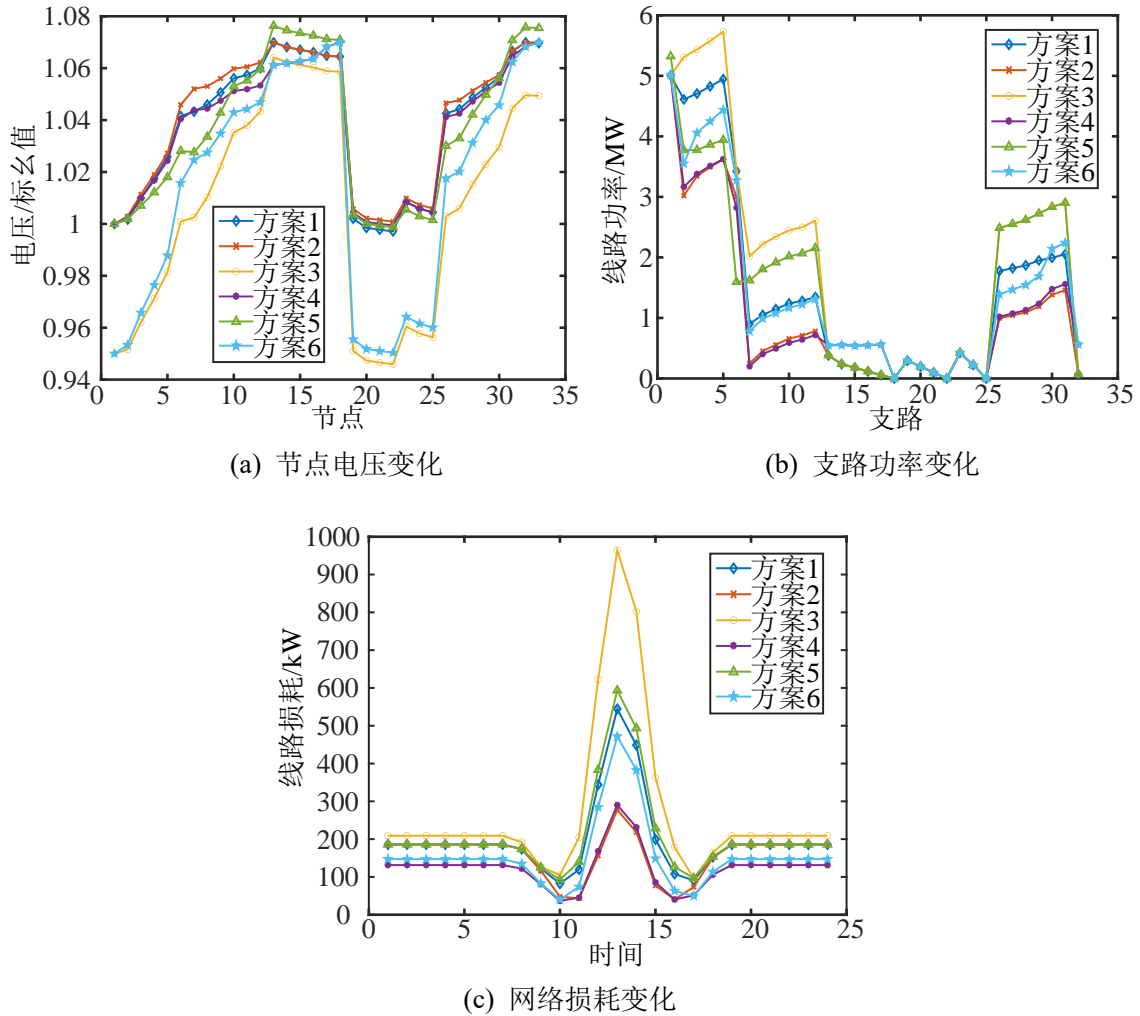 1.08
1.06
1.04
1.02
1
0.98
0.96
0.94
电压/标幺值
0 5 10 15 20 25 30 35
节点
方案1
方案2
方案3
方案4
方案5
方案6
(a) 节点电压变化
6
5
4
3
2
1
0
线路功率/MW
0 5 10 15 20 25 30 35
支路
方案1
方案2
方案3
方案4
方案5
方案6
(b) 支路功率变化
1000
900
800
700
600
500
400
300
200
100
0
线路损耗/kW
0 5 10 15 20 25
时间
方案1
方案2
方案3
方案4
方案5
方案6
(c) 网络损耗变化